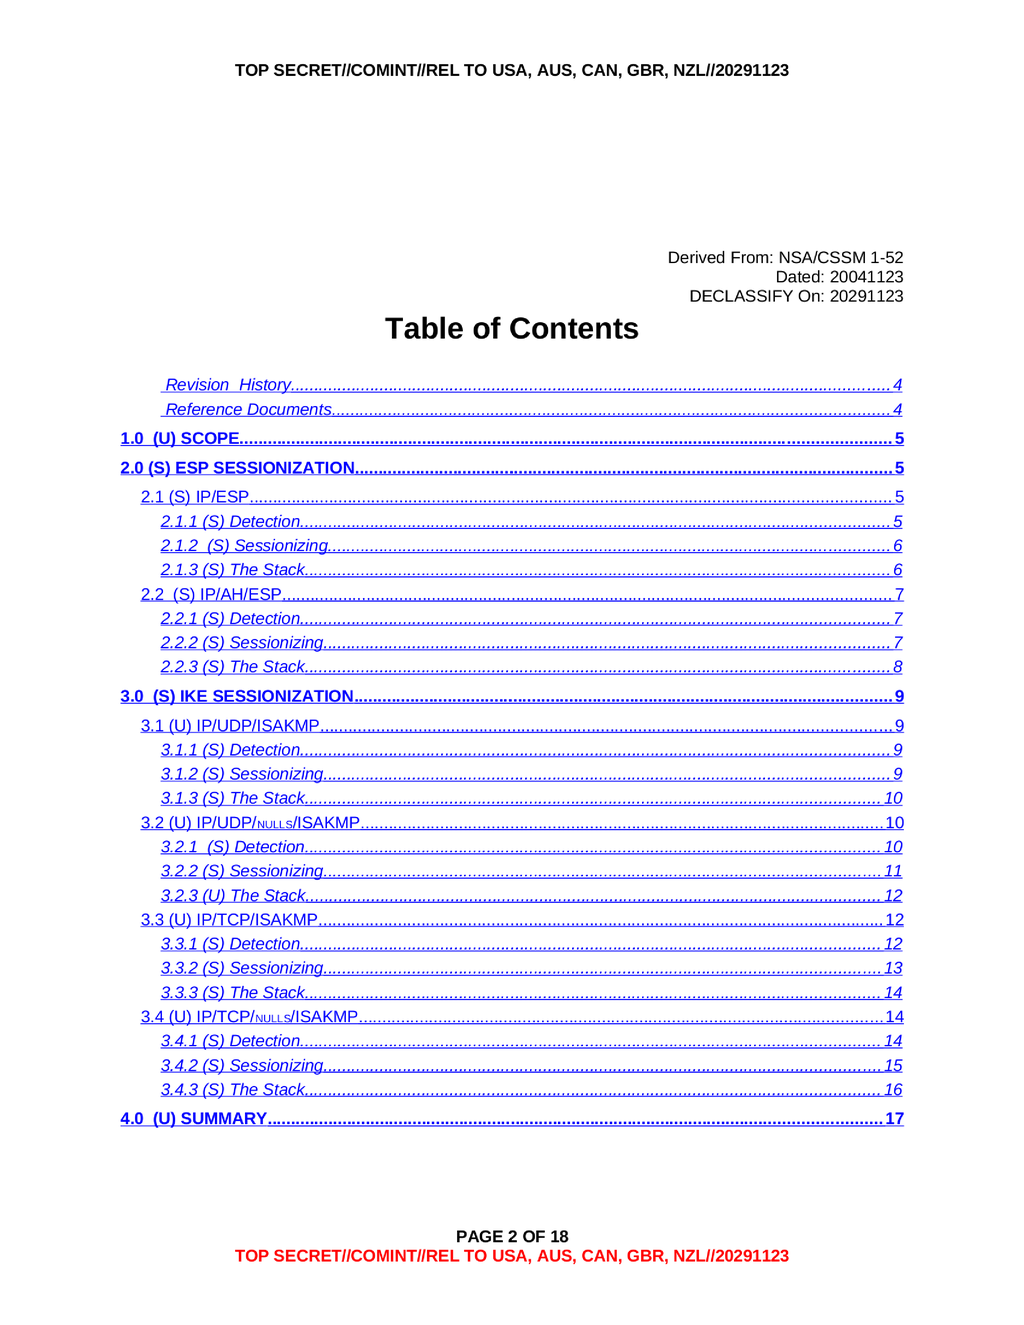 TOP SECRET//COMINT//REL TO USA, AUS, CAN, GBR, NZL//20291123
Derived From: NSA/CSSM 1-52
Dated: 20041123
DECLASSIFY On: 20291123
Table of Contents
Revision History 4
Reference Documents 4
1.0 (U) SCOPE 5
2.0 (S) ESP SESSIONIZATION 5
2.1 (S) IP/ESP 5
2.1.1 (S) Detection 5
2.1.2 (S) Sessionizing 6
2.1.3 (S) The Stack 6
2.2 (S) IP/AH/ESP 7
2.2.1 (S) Detection 7
2.2.2 (S) Sessionizing 7
2.2.3 (S) The Stack 8
3.0 (S) IKE SESSIONIZATION 9
3.1 (U) IP/UDP/ISAKMP 9
3.1.1 (S) Detection 9
3.1.2 (S) Sessionizing 9
3.1.3 (S) The Stack 10
3.2 (U) IP/UDP/NULLS/ISAKMP 10
3.2.1 (S) Detection 10
3.2.2 (S) Sessionizing 11
3.2.3 (U) The Stack 12
3.3 (U) IP/TCP/ISAKMP 12
3.3.1 (S) Detection 12
3.3.2 (S) Sessionizing 13
3.3.3 (S) The Stack 14
3.4 (U) IP/TCP/NULLS/ISAKMP 14
3.4.1 (S) Detection 14
3.4.2 (S) Sessionizing 15
3.4.3 (S) The Stack 16
4.0 (U) SUMMARY 17
PAGE 2 OF 18
TOP SECRET//COMINT//REL TO USA, AUS, CAN, GBR, NZL//20291123